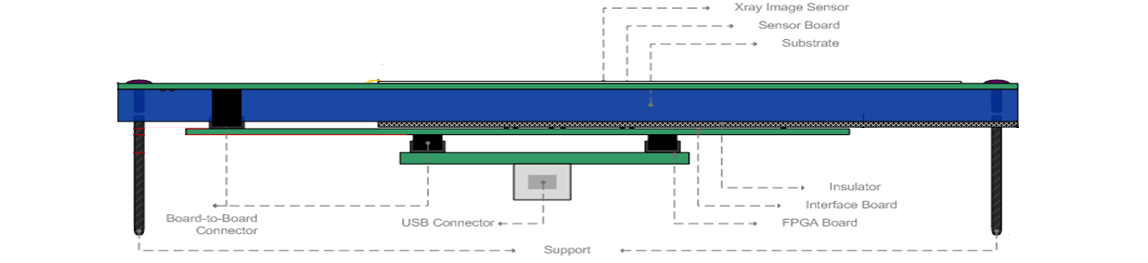 Xray Image Sensor
Sensor Board
Substrate
Insulator
Interface Board
FPGA Board
USB Connector
Board-to-Board
Connector
Support